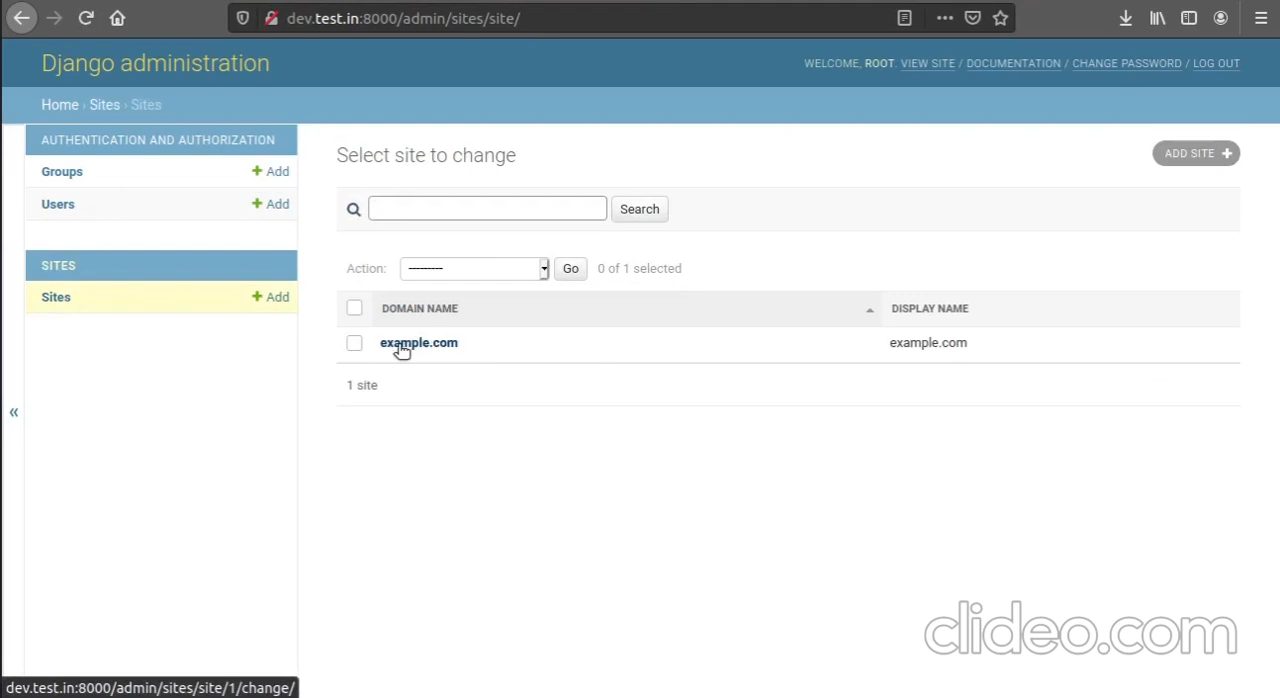 dev.test.in:8000/admin/sites/site/
Django administration
WELCOME, ROOT. VIEW SITE / DOCUMENTATION / CHANGE PASSWORD / LOG OUT
Home › Sites › Sites
AUTHENTICATION AND AUTHORIZATION
Groups + Add
Users + Add
SITES
Sites + Add
«
Select site to change
ADD SITE +
Search
Action: --------- Go 0 of 1 selected
DOMAIN NAME DISPLAY NAME
example.com example.com
1 site
clideo.com
dev.test.in:8000/admin/sites/site/1/change/